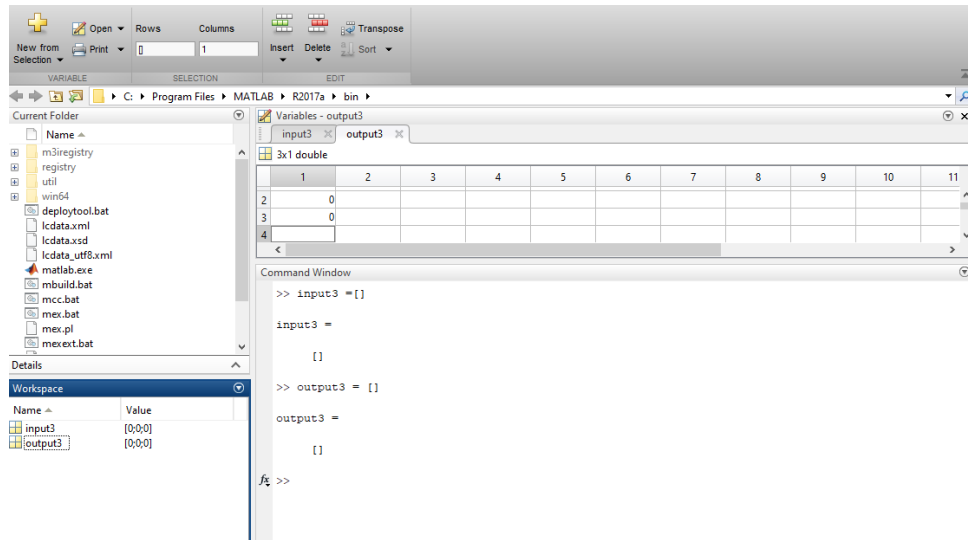 Open Rows Columns Transpose
New from Selection Print [] 1 Insert Delete Sort
VARIABLE SELECTION EDIT
C: Program Files MATLAB R2017a bin
Current Folder
Name
m3iregistry
registry
util
win64
deploytool.bat
lcdata.xml
lcdata.xsd
lcdata_utf8.xml
matlab.exe
mbuild.bat
mcc.bat
mex.bat
mex.pl
mexext.bat
Details
Workspace
Name Value
input3 [0;0;0]
output3 [0;0;0]
Variables - output3
input3 output3
3x1 double
1 2 3 4 5 6 7 8 9 10 11
2 0
3 0
4
Command Window
>> input3 =[]
input3 =
[]
>> output3 = []
output3 =
[]
fx >>